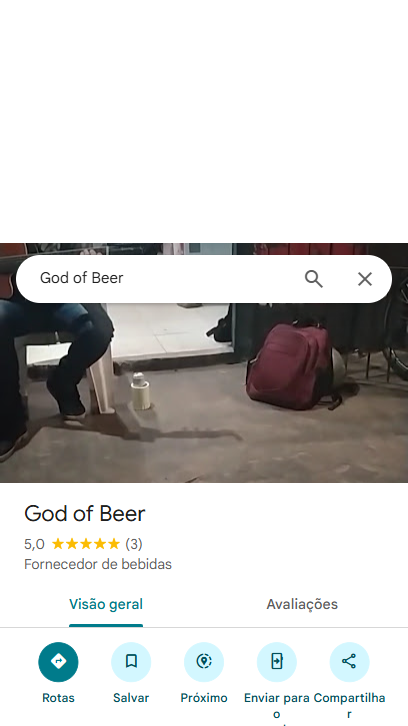 God of Beer
God of Beer
5,0 ★★★★★ (3)
Fornecedor de bebidas
Visão geral Avaliações
Rotas Salvar Próximo Enviar para o Compartilhar